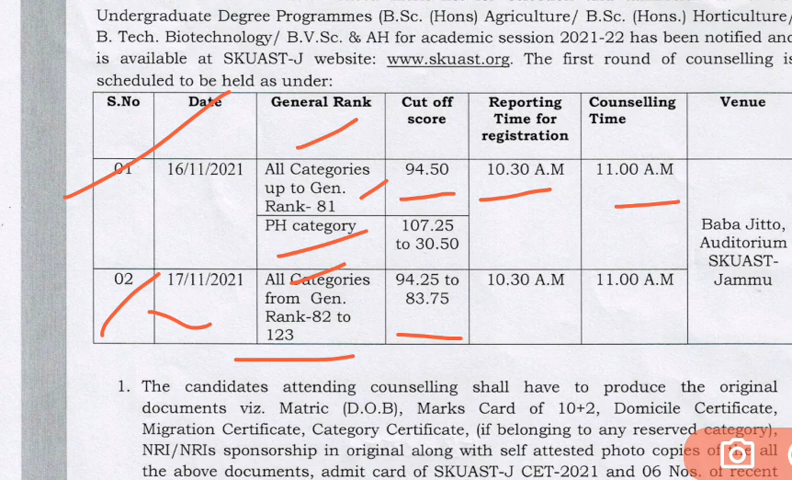 Undergraduate Degree Programmes (B.Sc. (Hons) Agriculture/ B.Sc. (Hons.) Horticulture/
B. Tech. Biotechnology/ B.V.Sc. & AH for academic session 2021-22 has been notified and
is available at SKUAST-J website: www.skuast.org. The first round of counselling is
scheduled to be held as under:
S.No Date General Rank Cut off score Reporting Time for registration Counselling Time Venue
01 16/11/2021 All Categories up to Gen. Rank- 81 94.50 10.30 A.M 11.00 A.M
PH category 107.25 to 30.50
Baba Jitto, Auditorium SKUAST-Jammu
02 17/11/2021 All Categories from Gen. Rank-82 to 123 94.25 to 83.75 10.30 A.M 11.00 A.M
1. The candidates attending counselling shall have to produce the original
documents viz. Matric (D.O.B), Marks Card of 10+2, Domicile Certificate,
Migration Certificate, Category Certificate, (if belonging to any reserved category),
NRI/NRIs sponsorship in original along with self attested photo copies of the all
the above documents, admit card of SKUAST-J CET-2021 and 06 Nos. of recent